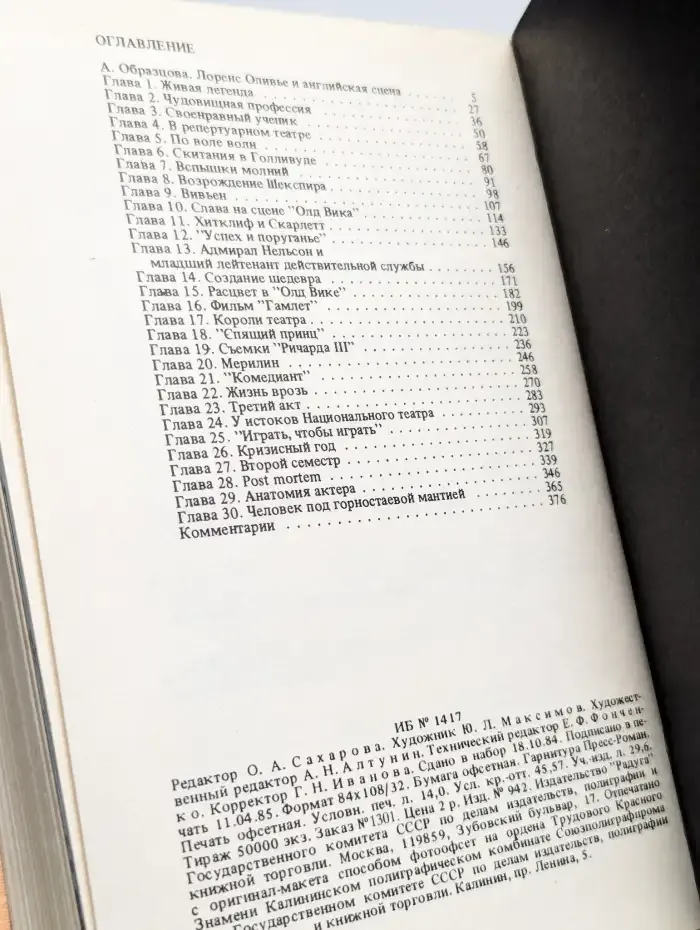 ОГЛАВЛЕНИЕ
А. Образцова. Лоренс Оливье и английская сцена . . . . . . 5
Глава 1. Живая легенда . . . . . . 27
Глава 2. Чудовищная профессия . . . . . . 36
Глава 3. Своенравный ученик . . . . . . 50
Глава 4. В репертуарном театре . . . . . . 58
Глава 5. По воле волн . . . . . . 67
Глава 6. Скитания в Голливуде . . . . . . 80
Глава 7. Вспышки молний . . . . . . 91
Глава 8. Возрождение Шекспира . . . . . . 98
Глава 9. Вивьен . . . . . . 107
Глава 10. Слава на сцене "Олд Вика" . . . . . . 114
Глава 11. Хитклиф и Скарлетт . . . . . . 133
Глава 12. "Успех и поруганье" . . . . . . 146
Глава 13. Адмирал Нельсон и
младший лейтенант действительной службы . . . . . . 156
Глава 14. Создание шедевра . . . . . . 171
Глава 15. Расцвет в "Олд Вике" . . . . . . 182
Глава 16. Фильм "Гамлет" . . . . . . 199
Глава 17. Короли театра . . . . . . 210
Глава 18. "Спящий принц" . . . . . . 223
Глава 19. Съемки "Ричарда III" . . . . . . 236
Глава 20. Мерилин . . . . . . 246
Глава 21. "Комедиант" . . . . . . 258
Глава 22. Жизнь врозь . . . . . . 270
Глава 23. Третий акт . . . . . . 283
Глава 24. У истоков Национального театра . . . . . . 293
Глава 25. "Играть, чтобы играть" . . . . . . 307
Глава 26. Кризисный год . . . . . . 319
Глава 27. Второй семестр . . . . . . 327
Глава 28. Post mortem . . . . . . 339
Глава 29. Анатомия актера . . . . . . 346
Глава 30. Человек под горностаевой мантией . . . . . . 365
Комментарии . . . . . . 376
ИБ № 1417
Редактор О. А. Сахарова. Художник Ю. Л. Максимов. Художест-
венный редактор А. Н. Алтунин. Технический редактор Е. Ф. Фончен-
ко. Корректор Г. Н. Иванова. Сдано в набор 18.10.84. Подписано в пе-
чать 11.04.85. Формат 84х108/32. Бумага офсетная. Гарнитура Пресс-Роман.
Печать офсетная. Условн. печ. л. 14,0. Усл. кр.-отт. 45,57. Уч.-изд. л. 29,6.
Тираж 50000 экз. Заказ №1301. Цена 2 р. Изд. № 942. Издательство "Радуга"
Государственного комитета СССР по делам издательств, полиграфии и
книжной торговли. Москва, 119859, Зубовский бульвар, 17. Отпечатано
с оригинал-макета способом фотоофсет на ордена Трудового Красного
Знамени Калининском полиграфическом комбинате Союзполиграфпрома
Государственном комитете СССР по делам издательств, полиграфии
и книжной торговли. Калинин, пр. Ленина, 5.